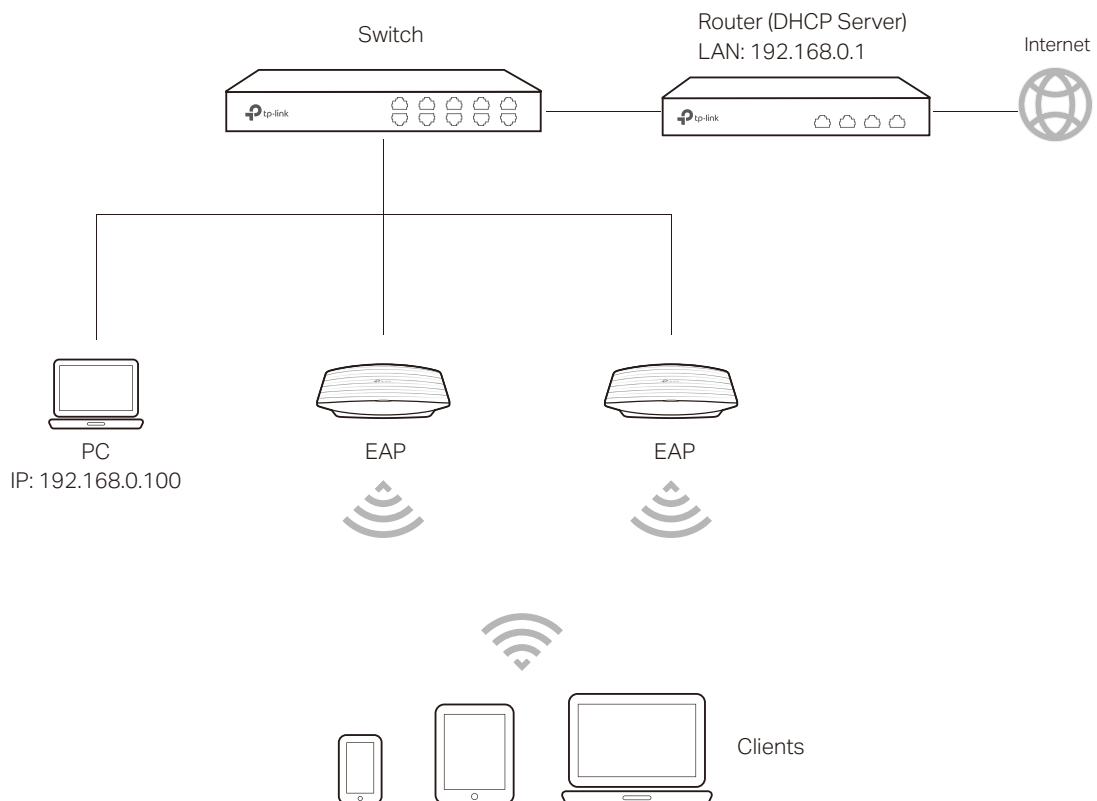 Switch
Router (DHCP Server)
LAN: 192.168.0.1
Internet
tp-link
tp-link
PC
IP: 192.168.0.100
EAP
EAP
Clients